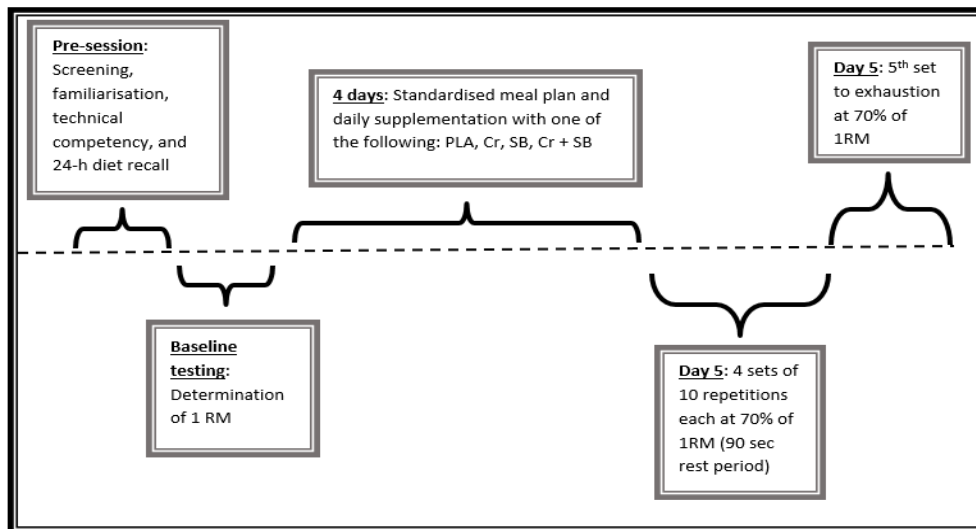 Pre-session:
Screening,
familiarisation,
technical
competency, and
24-h diet recall
Baseline
testing:
Determination
of 1 RM
4 days: Standardised meal plan and
daily supplementation with one of
the following: PLA, Cr, SB, Cr + SB
Day 5: 4 sets of
10 repetitions
each at 70% of
1RM (90 sec
rest period)
Day 5: 5th set
to exhaustion
at 70% of
1RM